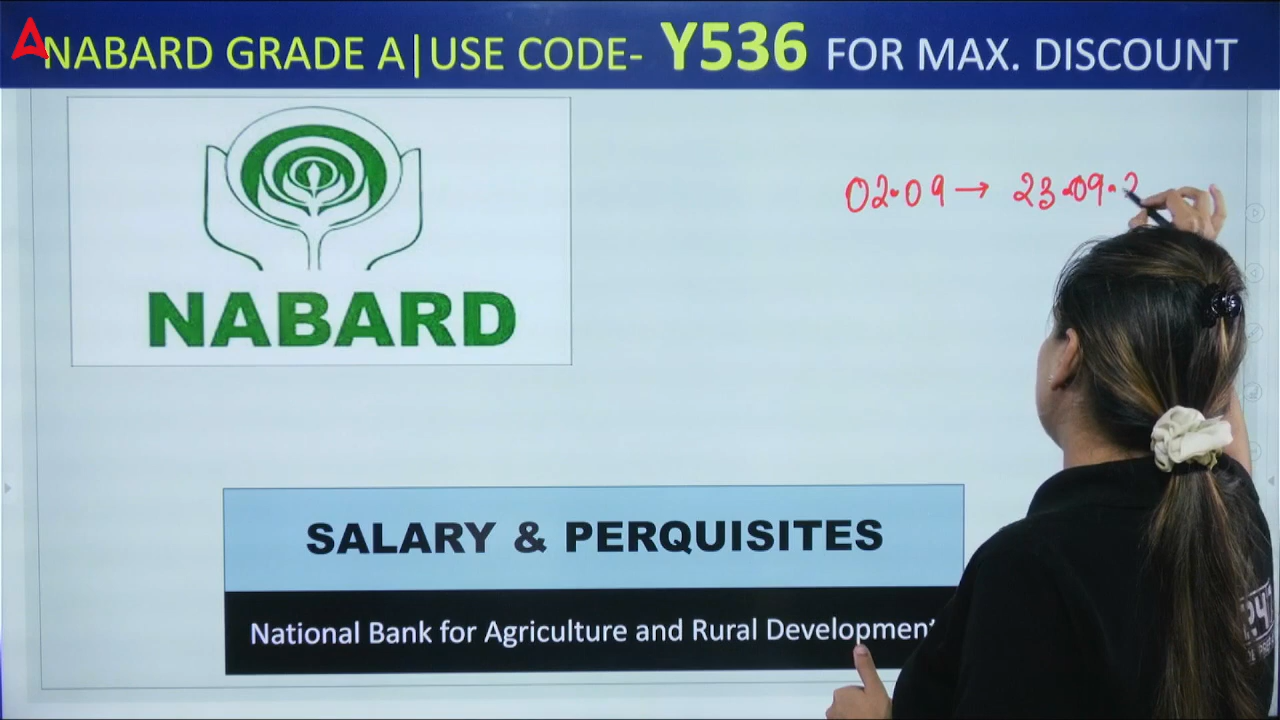 NABARD GRADE A|USE CODE- Y536 FOR MAX. DISCOUNT
02.09 → 23.09.2
NABARD
SALARY & PERQUISITES
National Bank for Agriculture and Rural Development